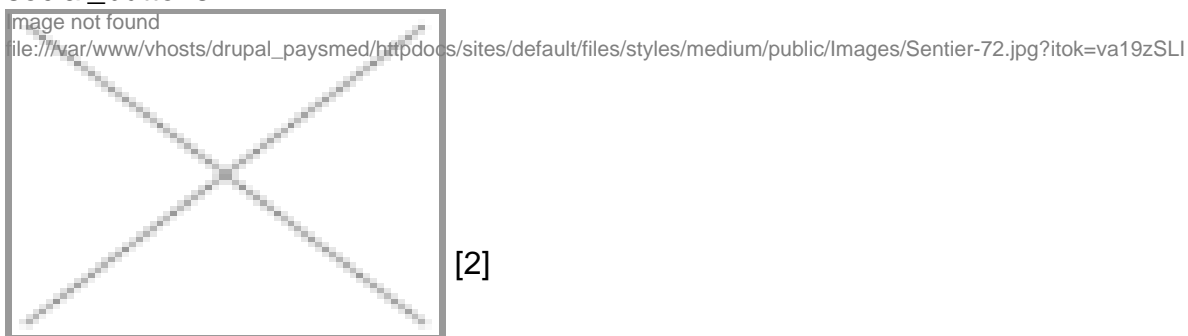 Image not found
file:///var/www/vhosts/drupal_paysmed/httpdocs/sites/default/files/styles/medium/public/Images/Sentier-72.jpg?itok=va19zSLI
[2]